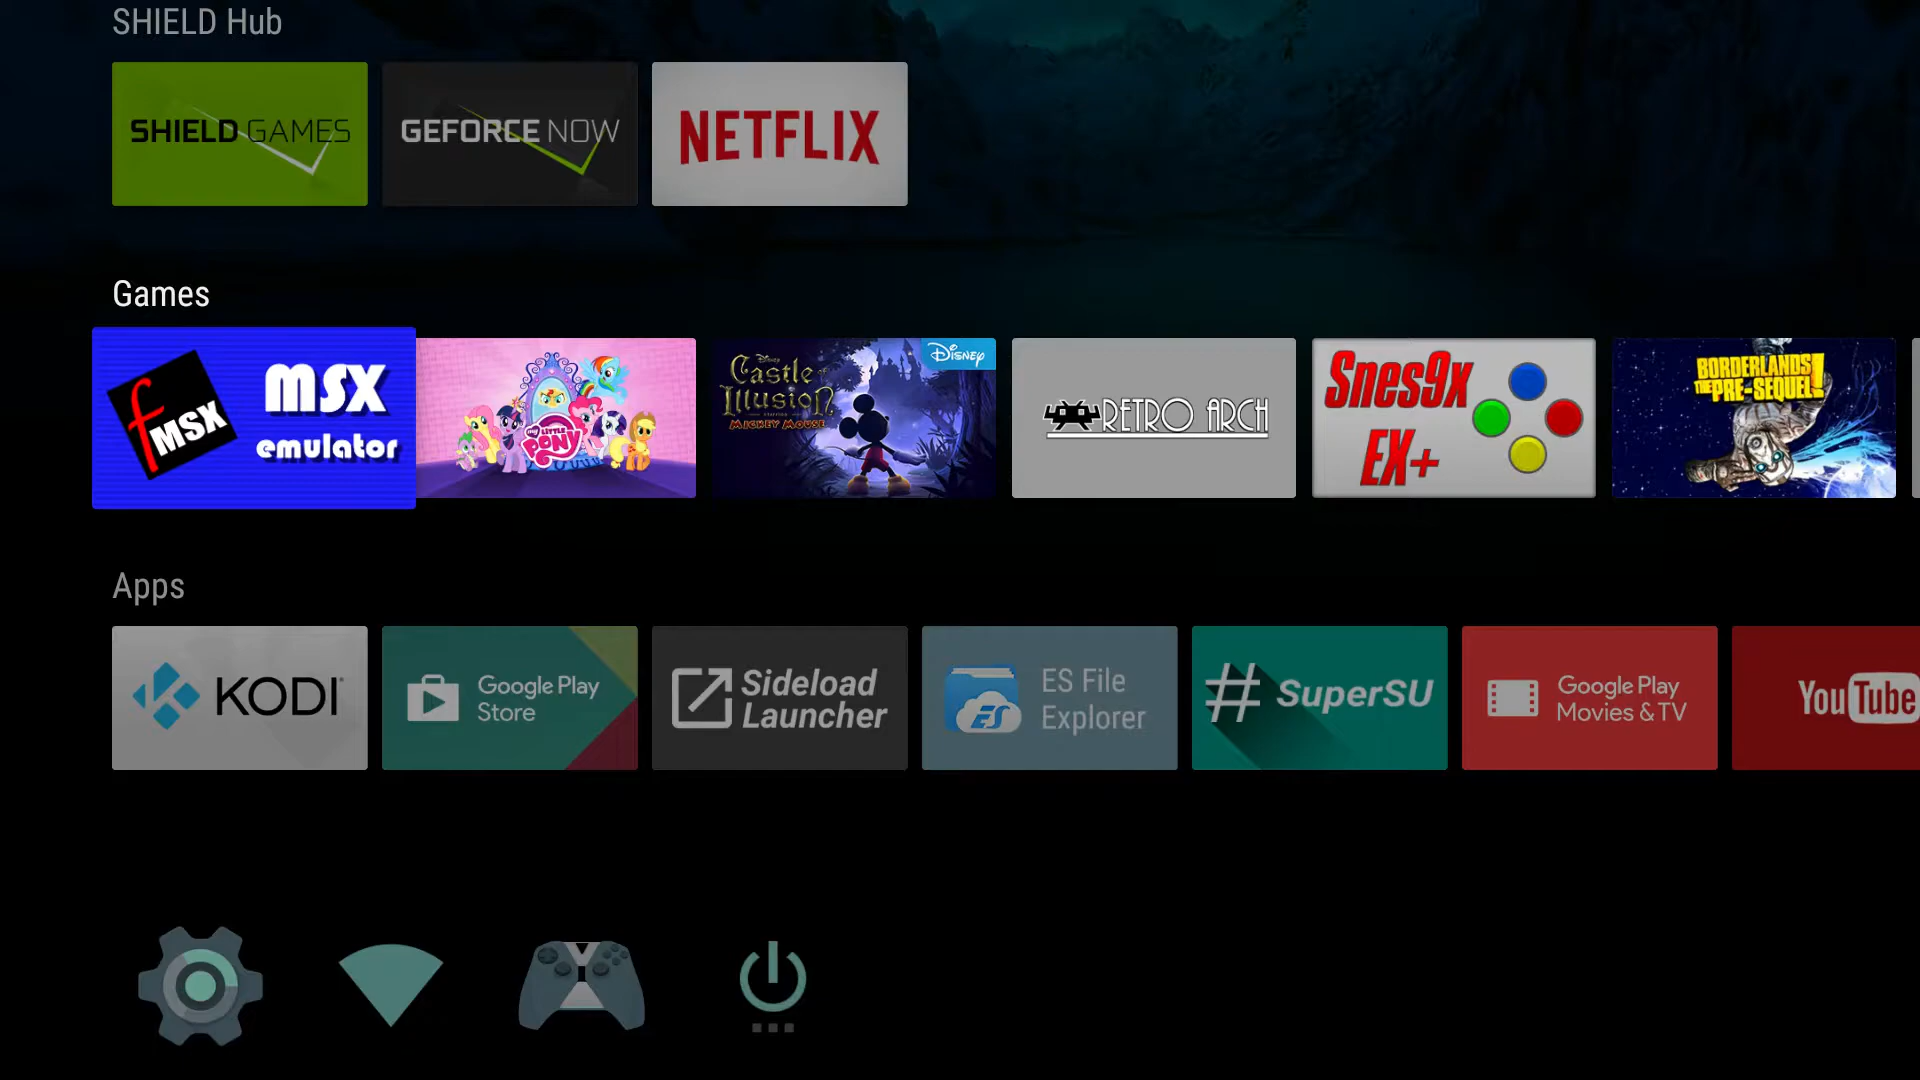 SHIELD Hub
SHIELD GAMES
GEFORCE NOW
NETFLIX
Games
fMSX
MSX
emulator
my LITTLE
PONY
Disney
Castle of
Illusion
STARRING
MICKEY MOUSE
Disney
RETRO ARCH
Snes9x
EX+
BORDERLANDS
THE PRE-SEQUEL!
Apps
KODI
Google Play
Store
Sideload
Launcher
ES
ES File
Explorer
# SuperSU
Google Play
Movies & TV
YouTube